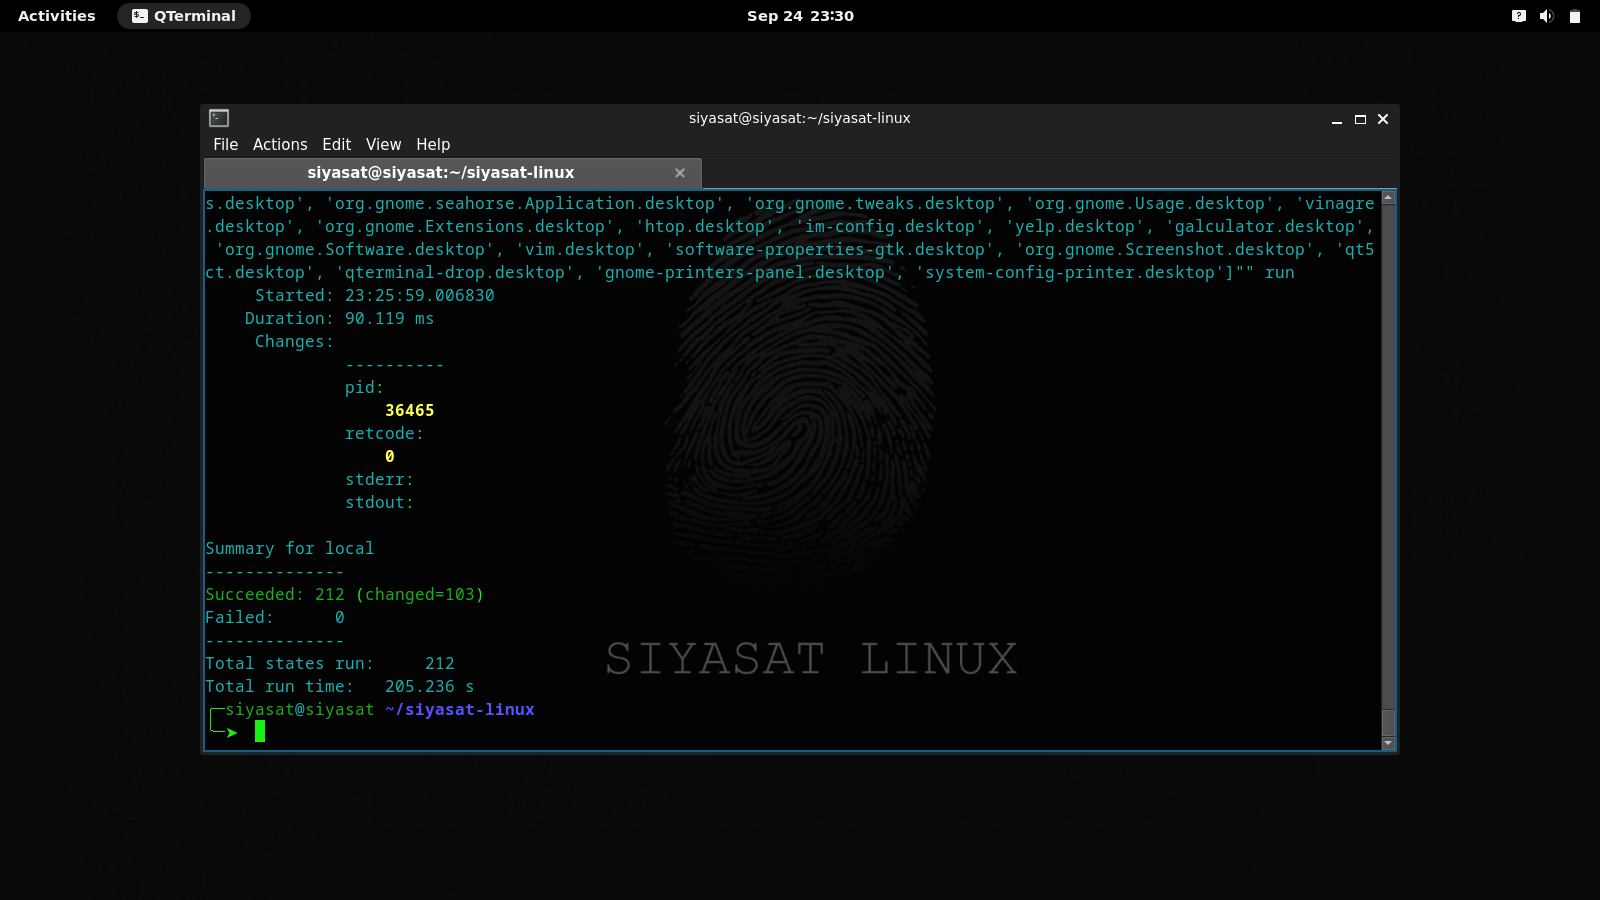 Activities QTerminal Sep 24 23:30
siyasat@siyasat:~/siyasat-linux
File Actions Edit View Help
siyasat@siyasat:~/siyasat-linux
s.desktop', 'org.gnome.seahorse.Application.desktop', 'org.gnome.tweaks.desktop', 'org.gnome.Usage.desktop', 'vinagre
.desktop', 'org.gnome.Extensions.desktop', 'htop.desktop', 'im-config.desktop', 'yelp.desktop', 'galculator.desktop',
'org.gnome.Software.desktop', 'vim.desktop', 'software-properties-gtk.desktop', 'org.gnome.Screenshot.desktop', 'qt5
ct.desktop', 'qterminal-drop.desktop', 'gnome-printers-panel.desktop', 'system-config-printer.desktop']"" run
Started: 23:25:59.006830
Duration: 90.119 ms
Changes:
----------
pid:
36465
retcode:
0
stderr:
stdout:
Summary for local
--------------
Succeeded: 212 (changed=103)
Failed: 0
--------------
Total states run: 212
Total run time: 205.236 s
siyasat@siyasat ~/siyasat-linux
SIYASAT LINUX